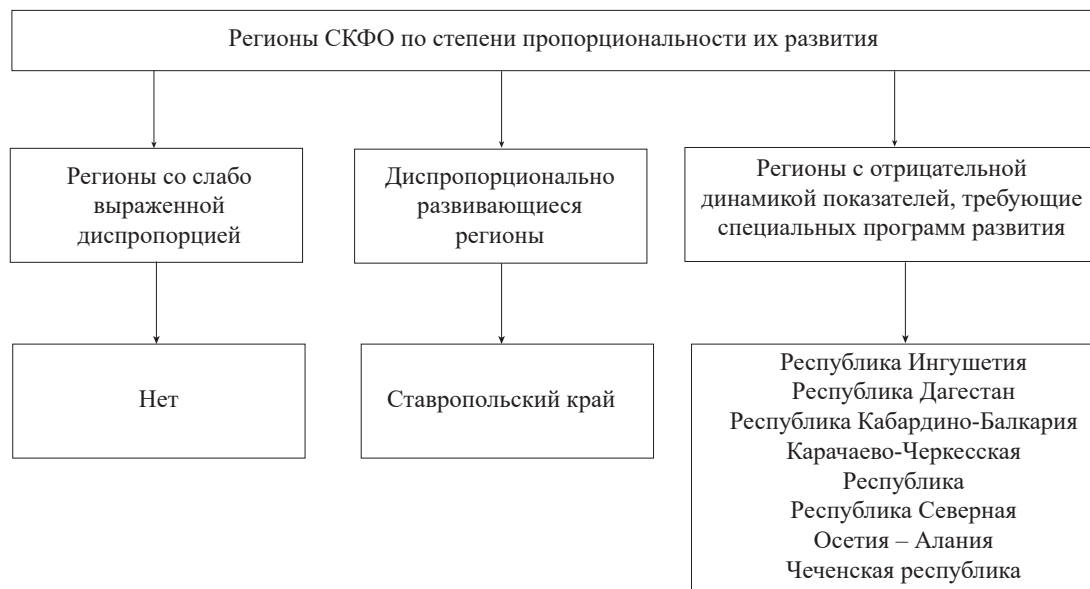 Регионы СКФО по степени пропорциональности их развития
Регионы со слабо
выраженной
диспропорцией
Диспропорционально
развивающиеся
регионы
Регионы с отрицательной
динамикой показателей, требующие
специальных программ развития
Нет
Ставропольский край
Республика Ингушетия
Республика Дагестан
Республика Кабардино-Балкария
Карачаево-Черкесская
Республика
Республика Северная
Осетия – Алания
Чеченская республика